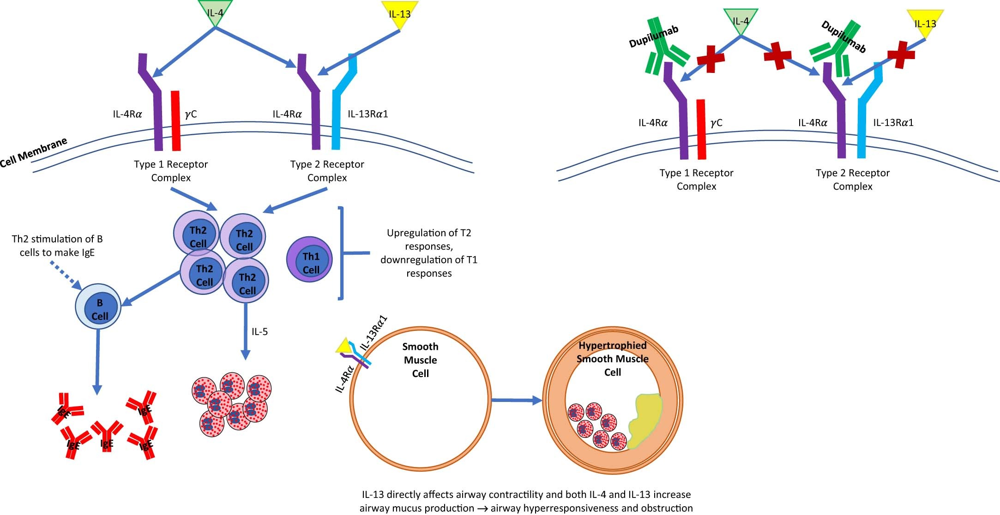 IL-4
IL-13
IL-4Rα
γC
IL-4Rα
IL-13Rα1
Cell Membrane
Type 1 Receptor
Complex
Type 2 Receptor
Complex
Dupilumab
IL-4
Dupilumab
IL-13
IL-4Rα
γC
IL-4Rα
IL-13Rα1
Type 1 Receptor
Complex
Type 2 Receptor
Complex
Th2 stimulation of B
cells to make IgE
Th2
Cell
Th2
Cell
Th2
Cell
Th2
Cell
Th1
Cell
Upregulation of T2
responses,
downregulation of T1
responses
B
Cell
IL-5
IgE
IgE
IgE
IgE
IgE
IL-13Rα1
IL-4Rα
Smooth
Muscle
Cell
Hypertrophied
Smooth Muscle
Cell
IL-13 directly affects airway contractility and both IL-4 and IL-13 increase
airway mucus production → airway hyperresponsiveness and obstruction